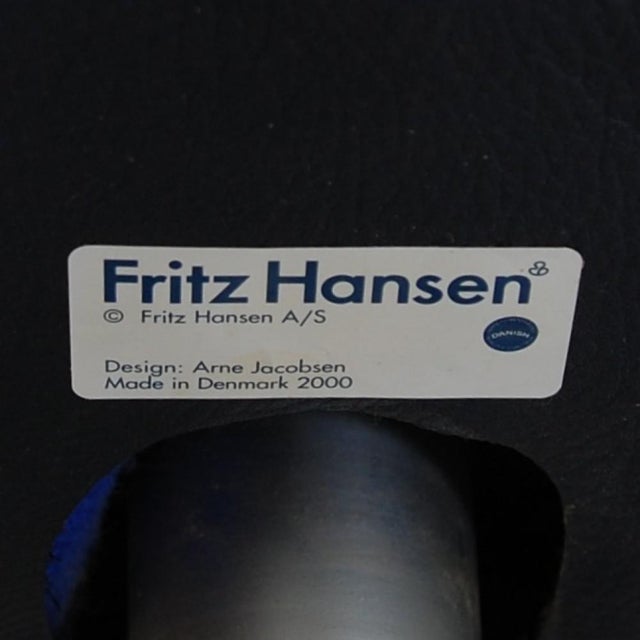 Fritz Hansen
© Fritz Hansen A/S
DANISH
Design: Arne Jacobsen
Made in Denmark 2000